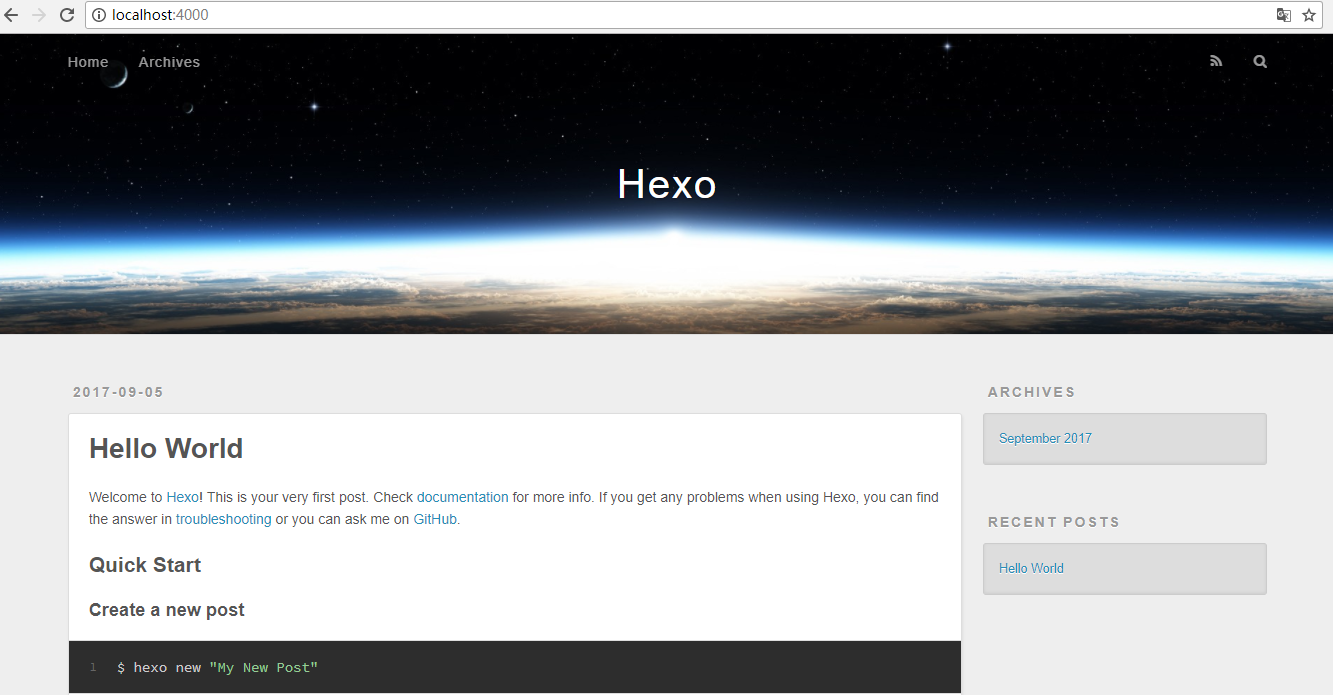 localhost:4000
Home Archives
Hexo
2017-09-05
Hello World
Welcome to Hexo! This is your very first post. Check documentation for more info. If you get any problems when using Hexo, you can find
the answer in troubleshooting or you can ask me on GitHub.
Quick Start
Create a new post
1 $ hexo new "My New Post"
ARCHIVES
September 2017
RECENT POSTS
Hello World